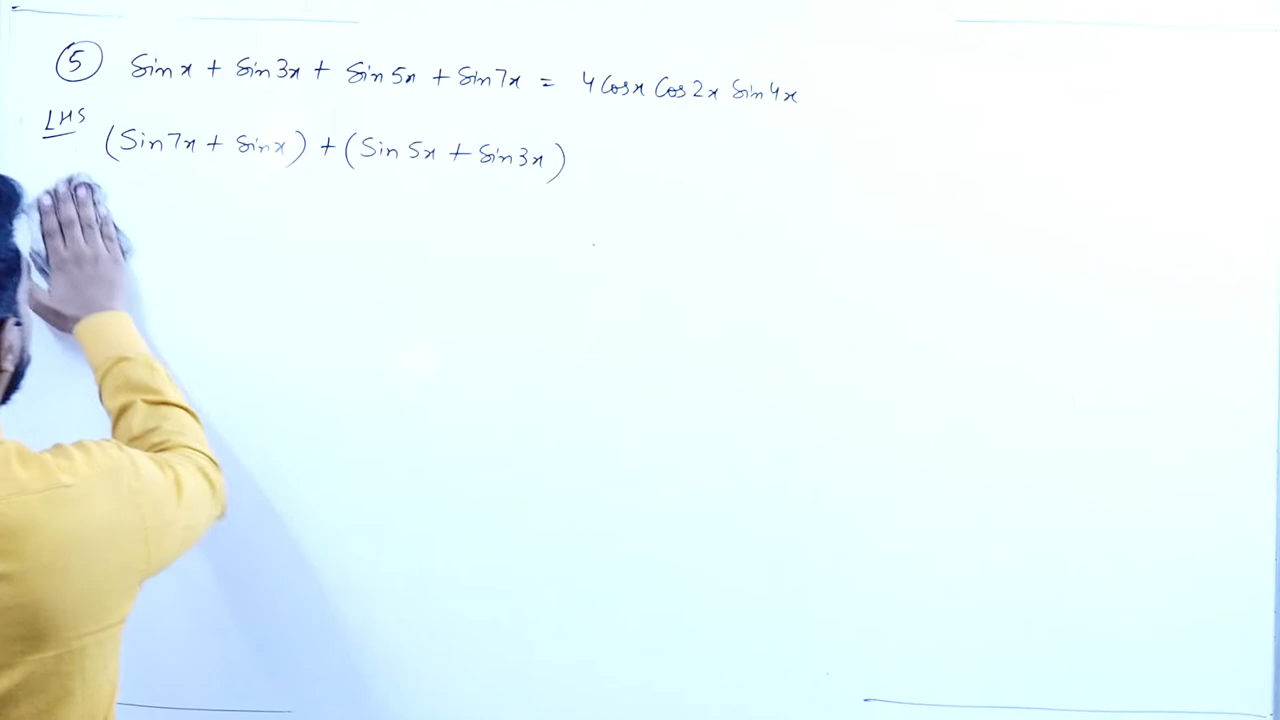 5 Sin x + Sin 3x + Sin 5x + Sin 7x = 4 Cos x Cos 2x Sin 4x
LHS
(Sin 7x + Sin x) + (Sin 5x + Sin 3x)